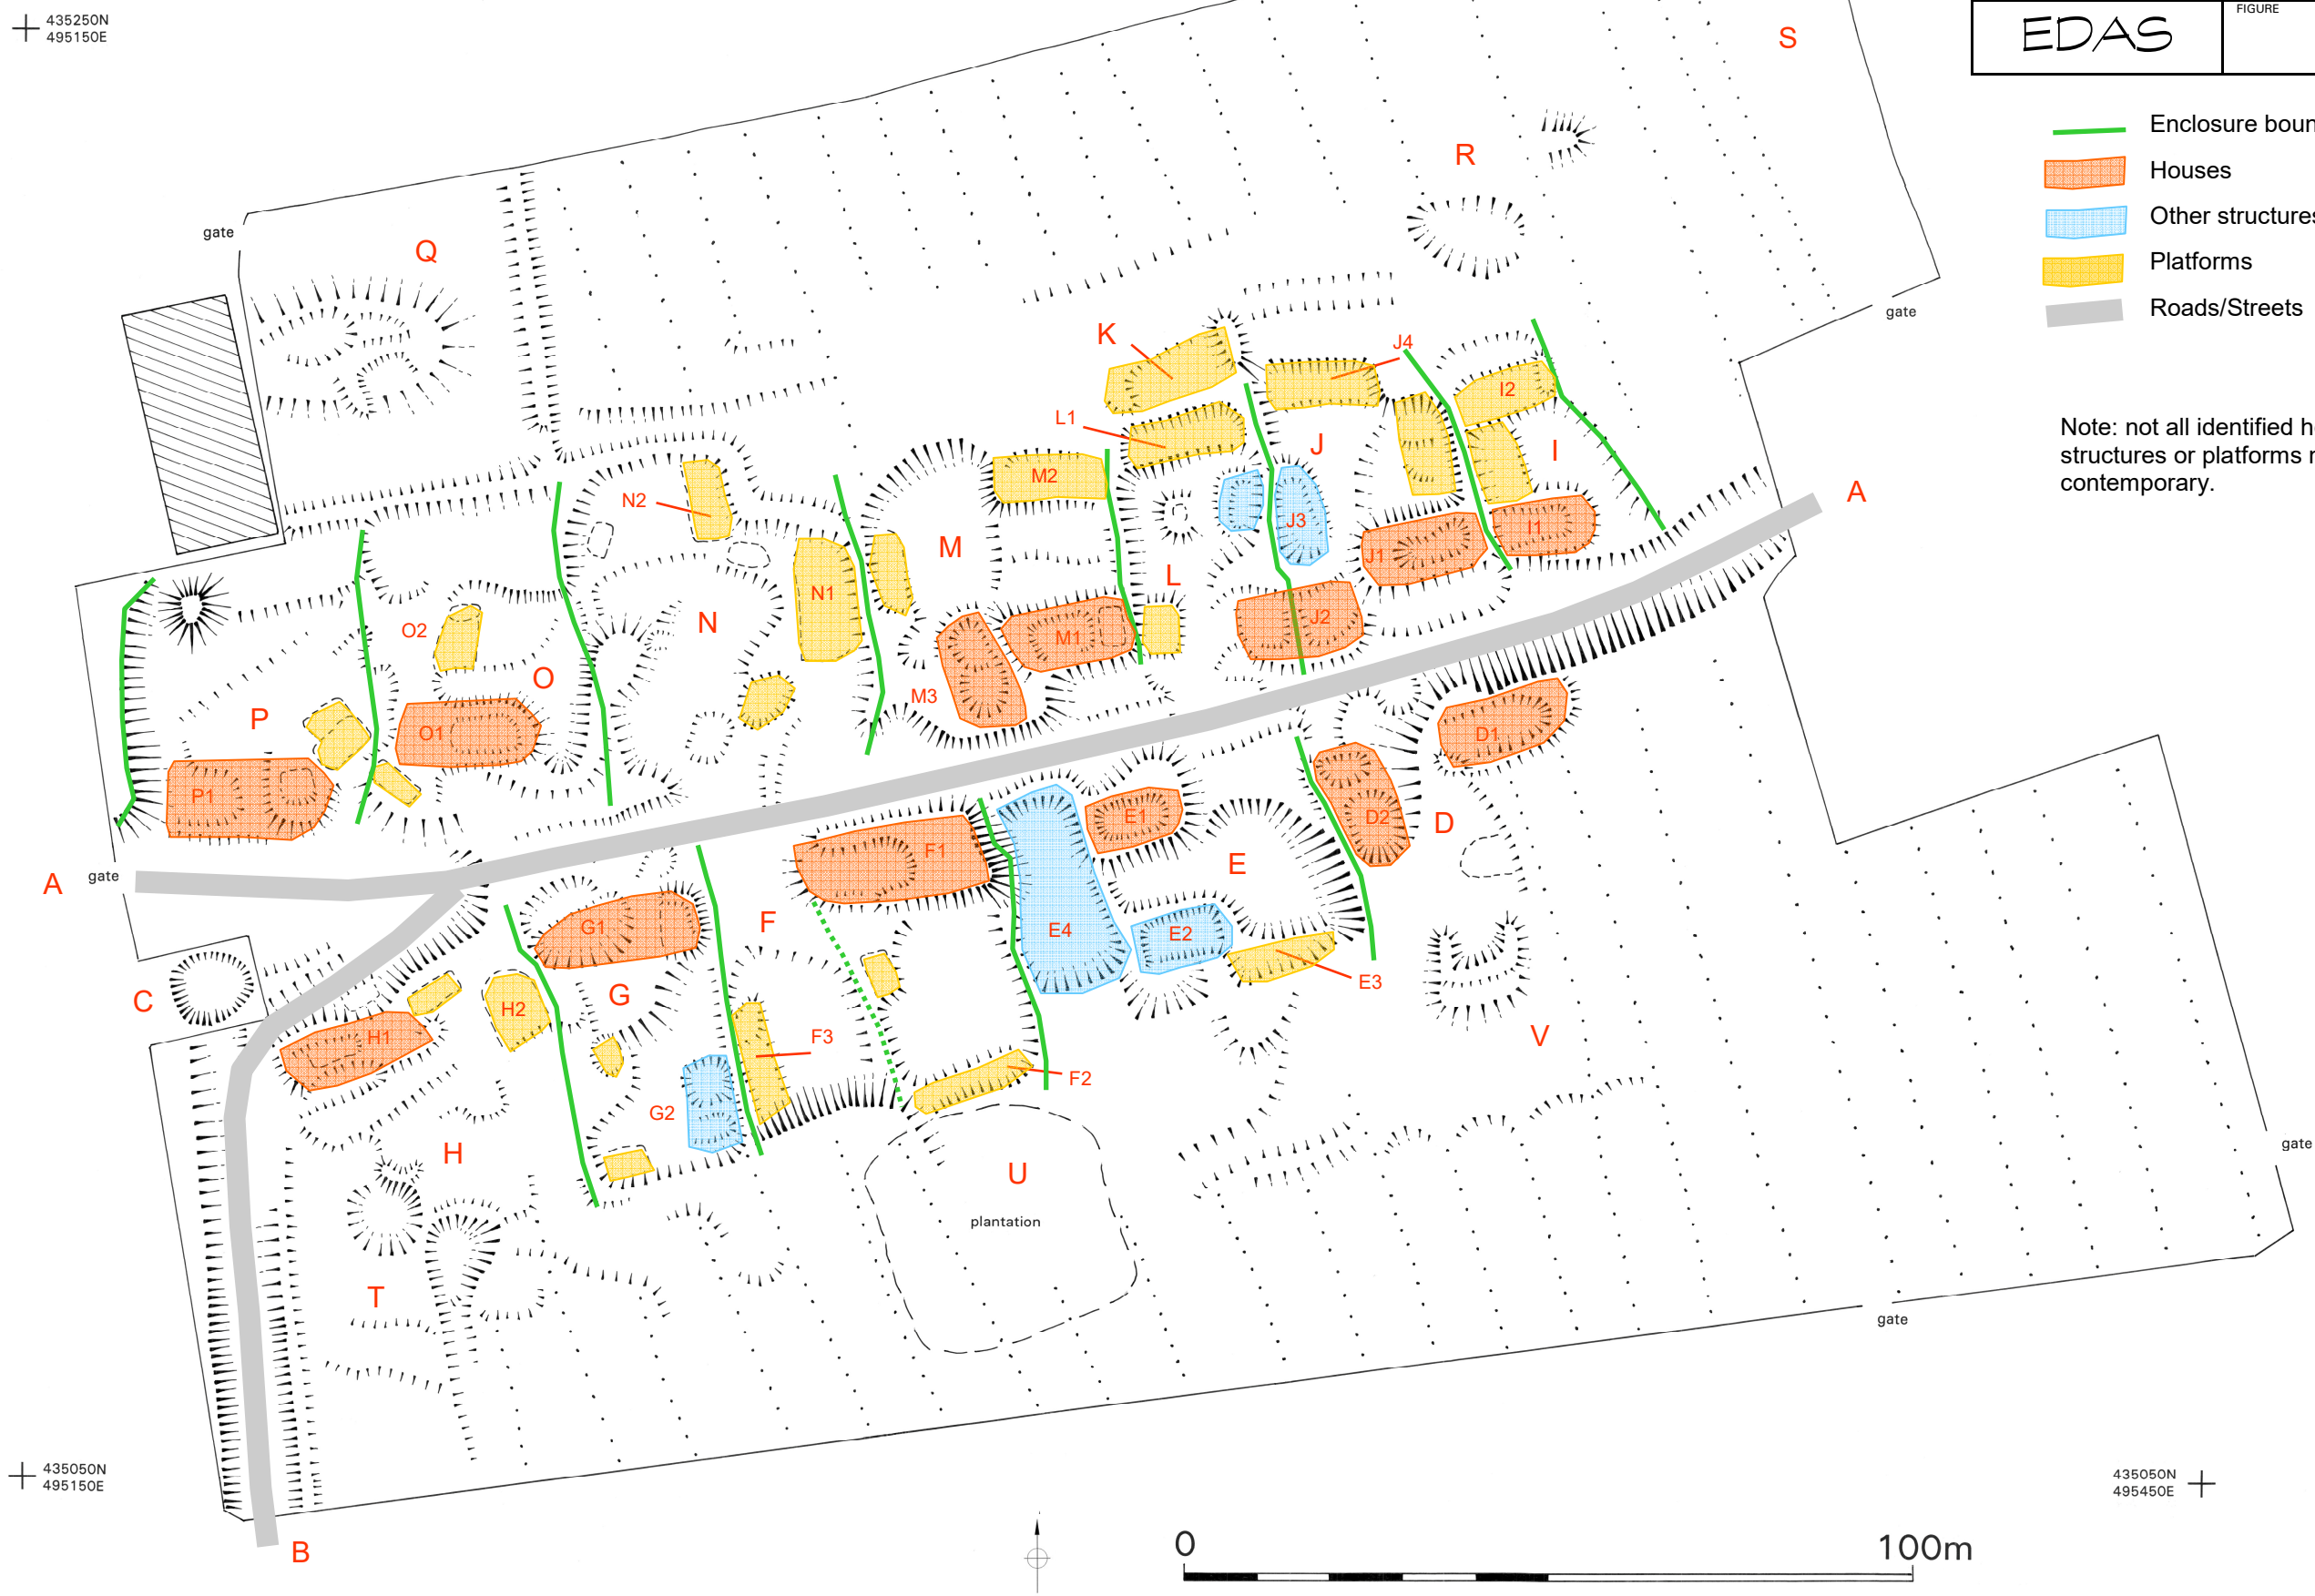 435250N
495150E
S
EDAS
FIGURE
Enclosure
Houses
Other
Platforms
Roads/Streets
Note: not all identified
structures or platforms
contemporary.
R
gate
Q
gate
K
J4
I2
L1
J
I
M2
N2
J3
I1
A
M
J1
N1
L
O2
N
J2
M1
O
M3
P
O1
D1
P1
E1
D2
D
F1
E
A
gate
F
G1
E4
E2
E3
G
C
H2
H1
F3
V
F2
G2
H
U
gate
plantation
T
gate
435050N
495150E
435050N
495450E
B
0
100m